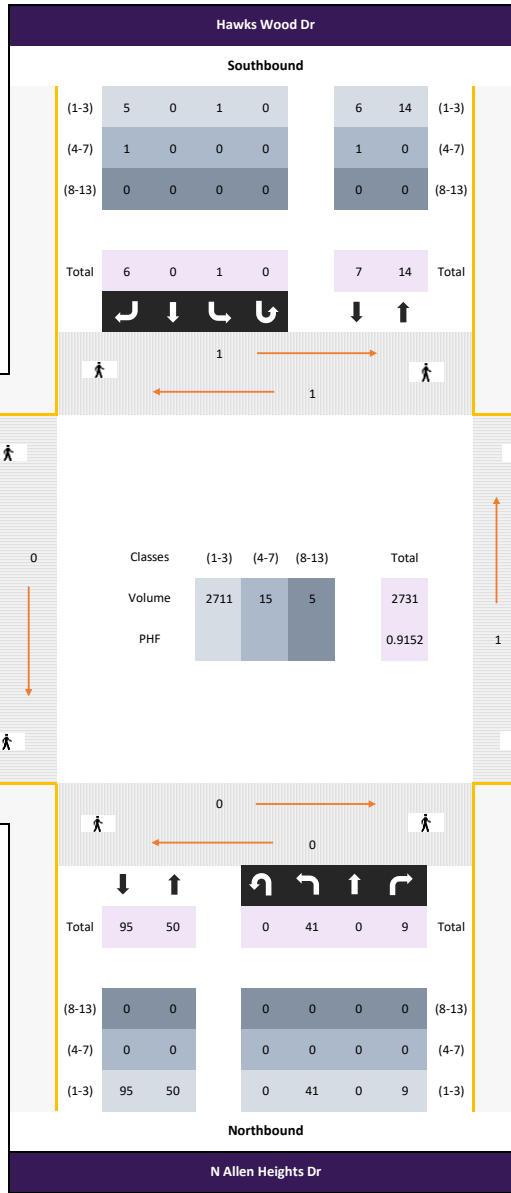 Hawks Wood Dr
Southbound
(1-3) 5 0 1 0 6 14 (1-3)
(4-7) 1 0 0 0 1 0 (4-7)
(8-13) 0 0 0 0 0 0 (8-13)
Total 6 0 1 0 7 14 Total
1
1
0
Classes (1-3) (4-7) (8-13) Total
Volume 2711 15 5 2731
PHF 0.9152
1
0
0
Total 95 50 0 41 0 9 Total
(8-13) 0 0 0 0 0 0 (8-13)
(4-7) 0 0 0 0 0 0 (4-7)
(1-3) 95 50 0 41 0 9 (1-3)
Northbound
N Allen Heights Dr